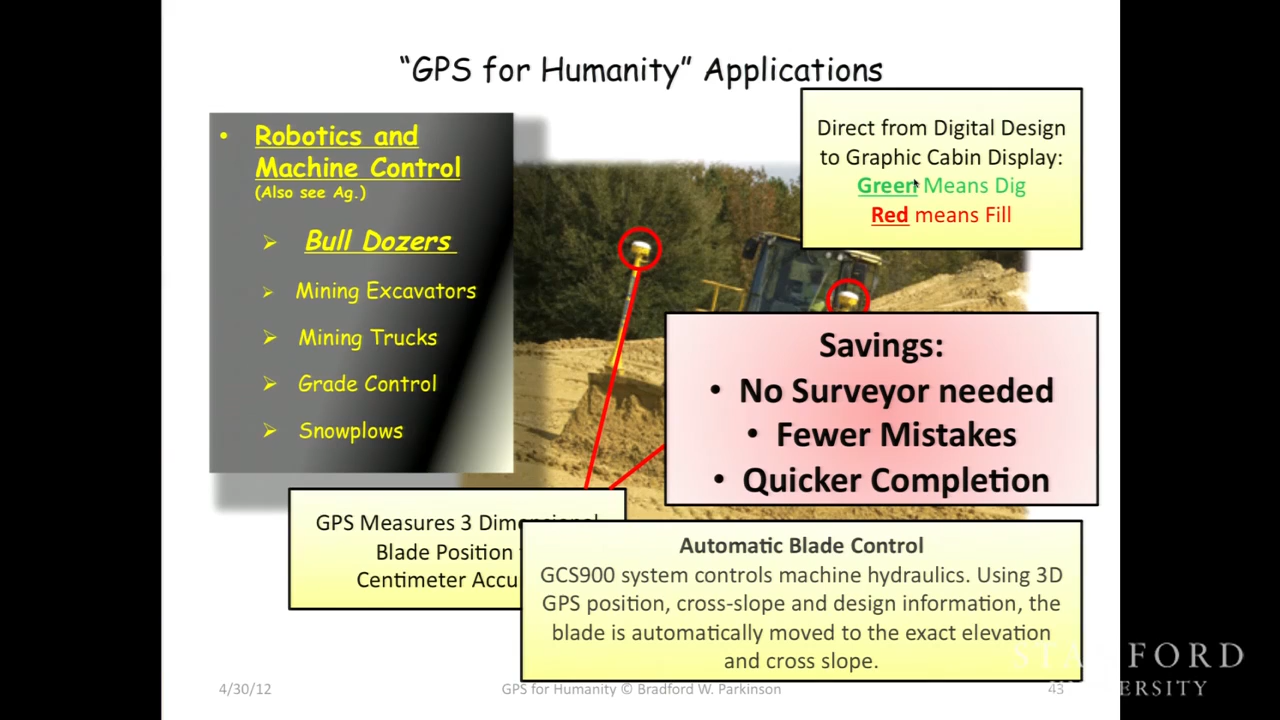 “GPS for Humanity” Applications
• Robotics and
Machine Control
(Also see Ag.)
Bull Dozers
Mining Excavators
Mining Trucks
Grade Control
Snowplows
Direct from Digital Design
to Graphic Cabin Display:
Green Means Dig
Red means Fill
Savings:
• No Surveyor needed
• Fewer Mistakes
• Quicker Completion
GPS Measures 3 Dimensional
Blade Position
Centimeter Accu
Automatic Blade Control
GCS900 system controls machine hydraulics. Using 3D
GPS position, cross-slope and design information, the
blade is automatically moved to the exact elevation
and cross slope.
4/30/12
GPS for Humanity © Bradford W. Parkinson
43
STANFORD
UNIVERSITY